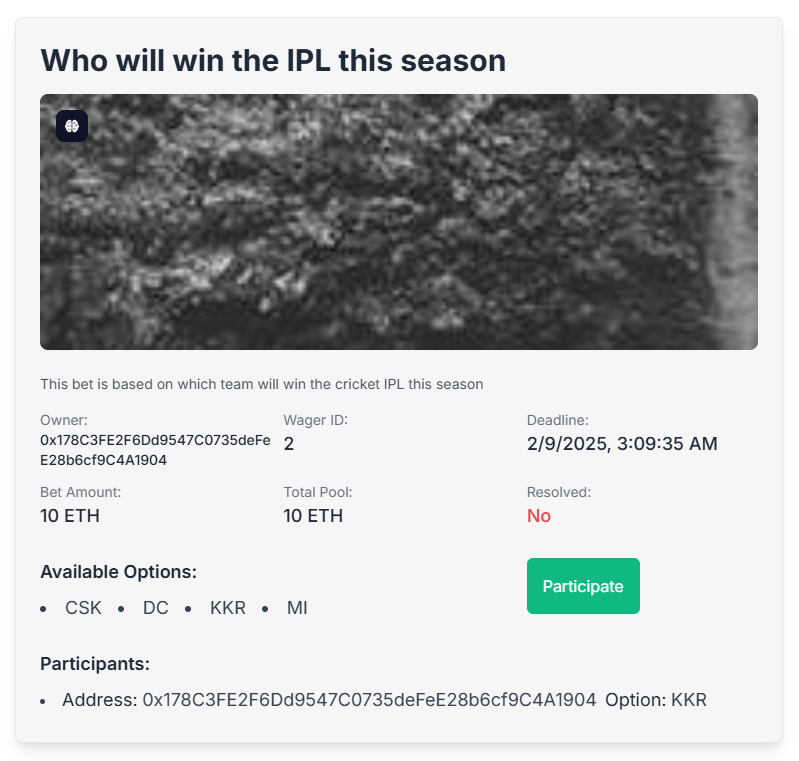 Who will win the IPL this season
This bet is based on which team will win the cricket IPL this season
Owner:
0x178C3FE2F6Dd9547C0735deFe
E28b6cf9C4A1904
Wager ID:
2
Deadline:
2/9/2025, 3:09:35 AM
Bet Amount:
10 ETH
Total Pool:
10 ETH
Resolved:
No
Available Options:
• CSK • DC • KKR • MI
Participate
Participants:
• Address: 0x178C3FE2F6Dd9547C0735deFeE28b6cf9C4A1904 Option: KKR